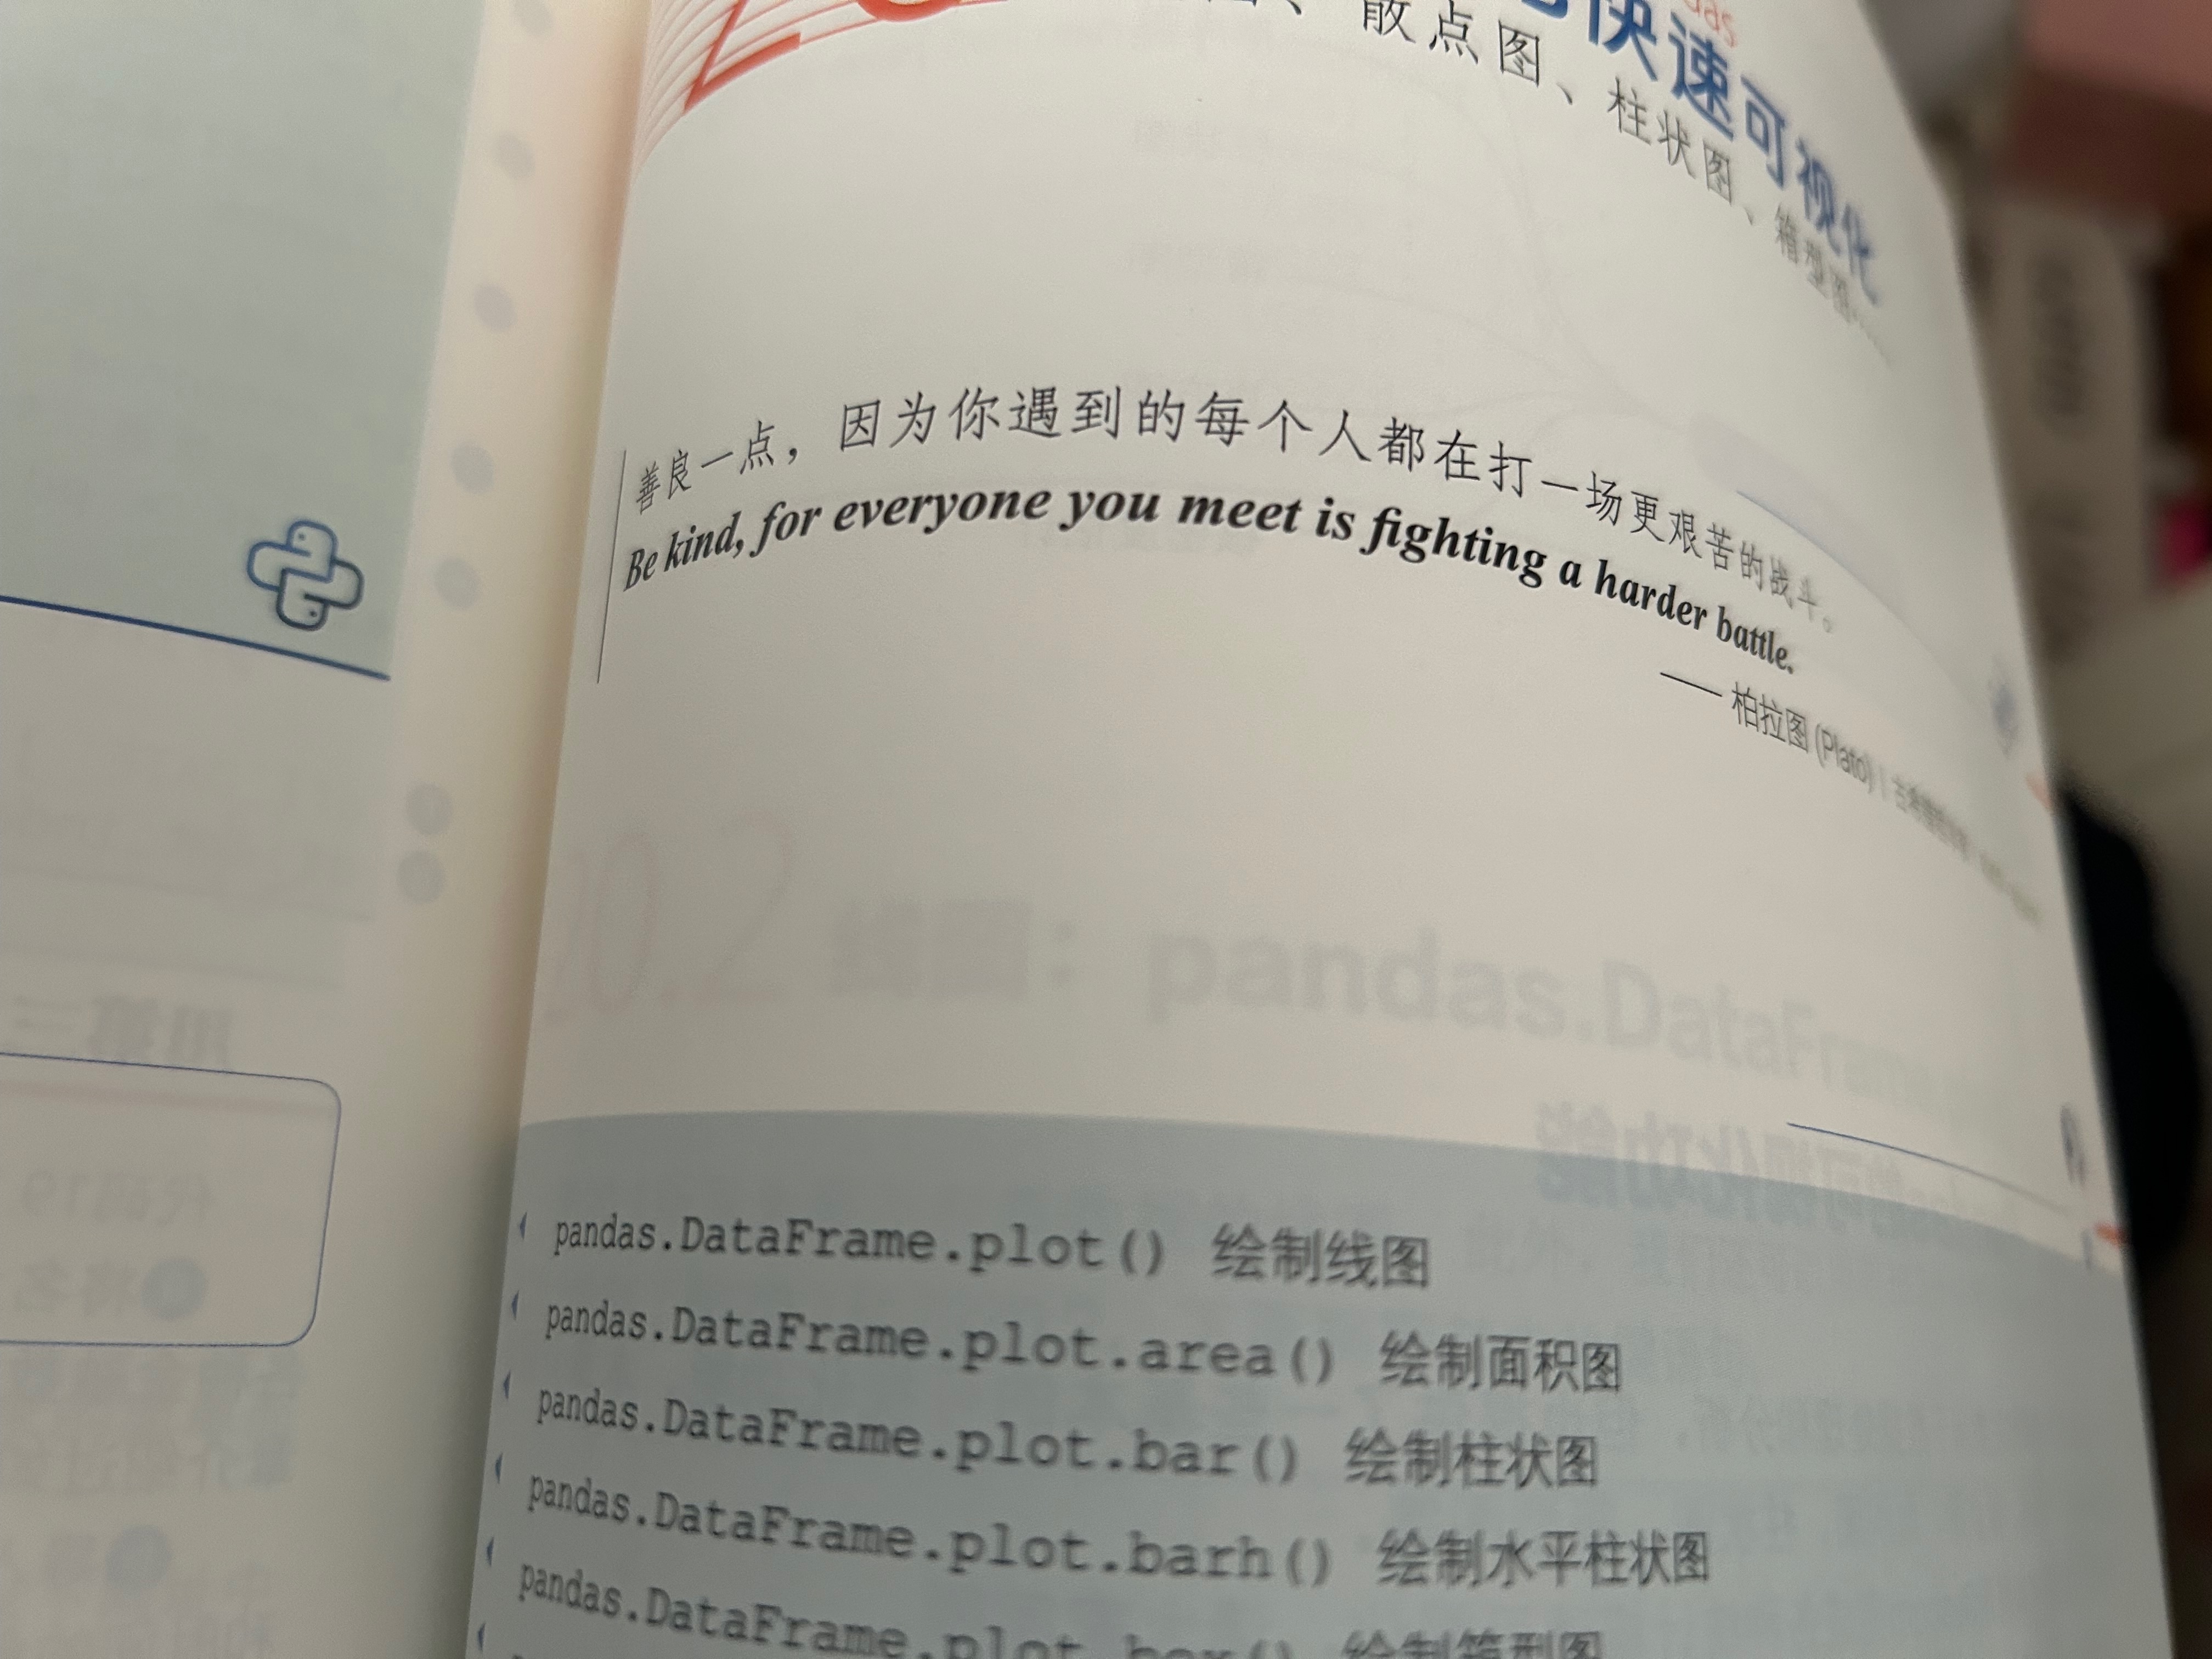 快速可视化
散点图、柱状图、箱型图……
善良一点，因为你遇到的每个人都在打一场更艰苦的战斗。
Be kind, for everyone you meet is fighting a harder battle.
—— 柏拉图 (Plato) |
20.2 pandas.DataFrame
pandas.DataFrame.plot() 绘制线图
pandas.DataFrame.plot.area() 绘制面积图
pandas.DataFrame.plot.bar() 绘制柱状图
pandas.DataFrame.plot.barh() 绘制水平柱状图
pandas.DataFrame.plot.box() 绘制箱型图